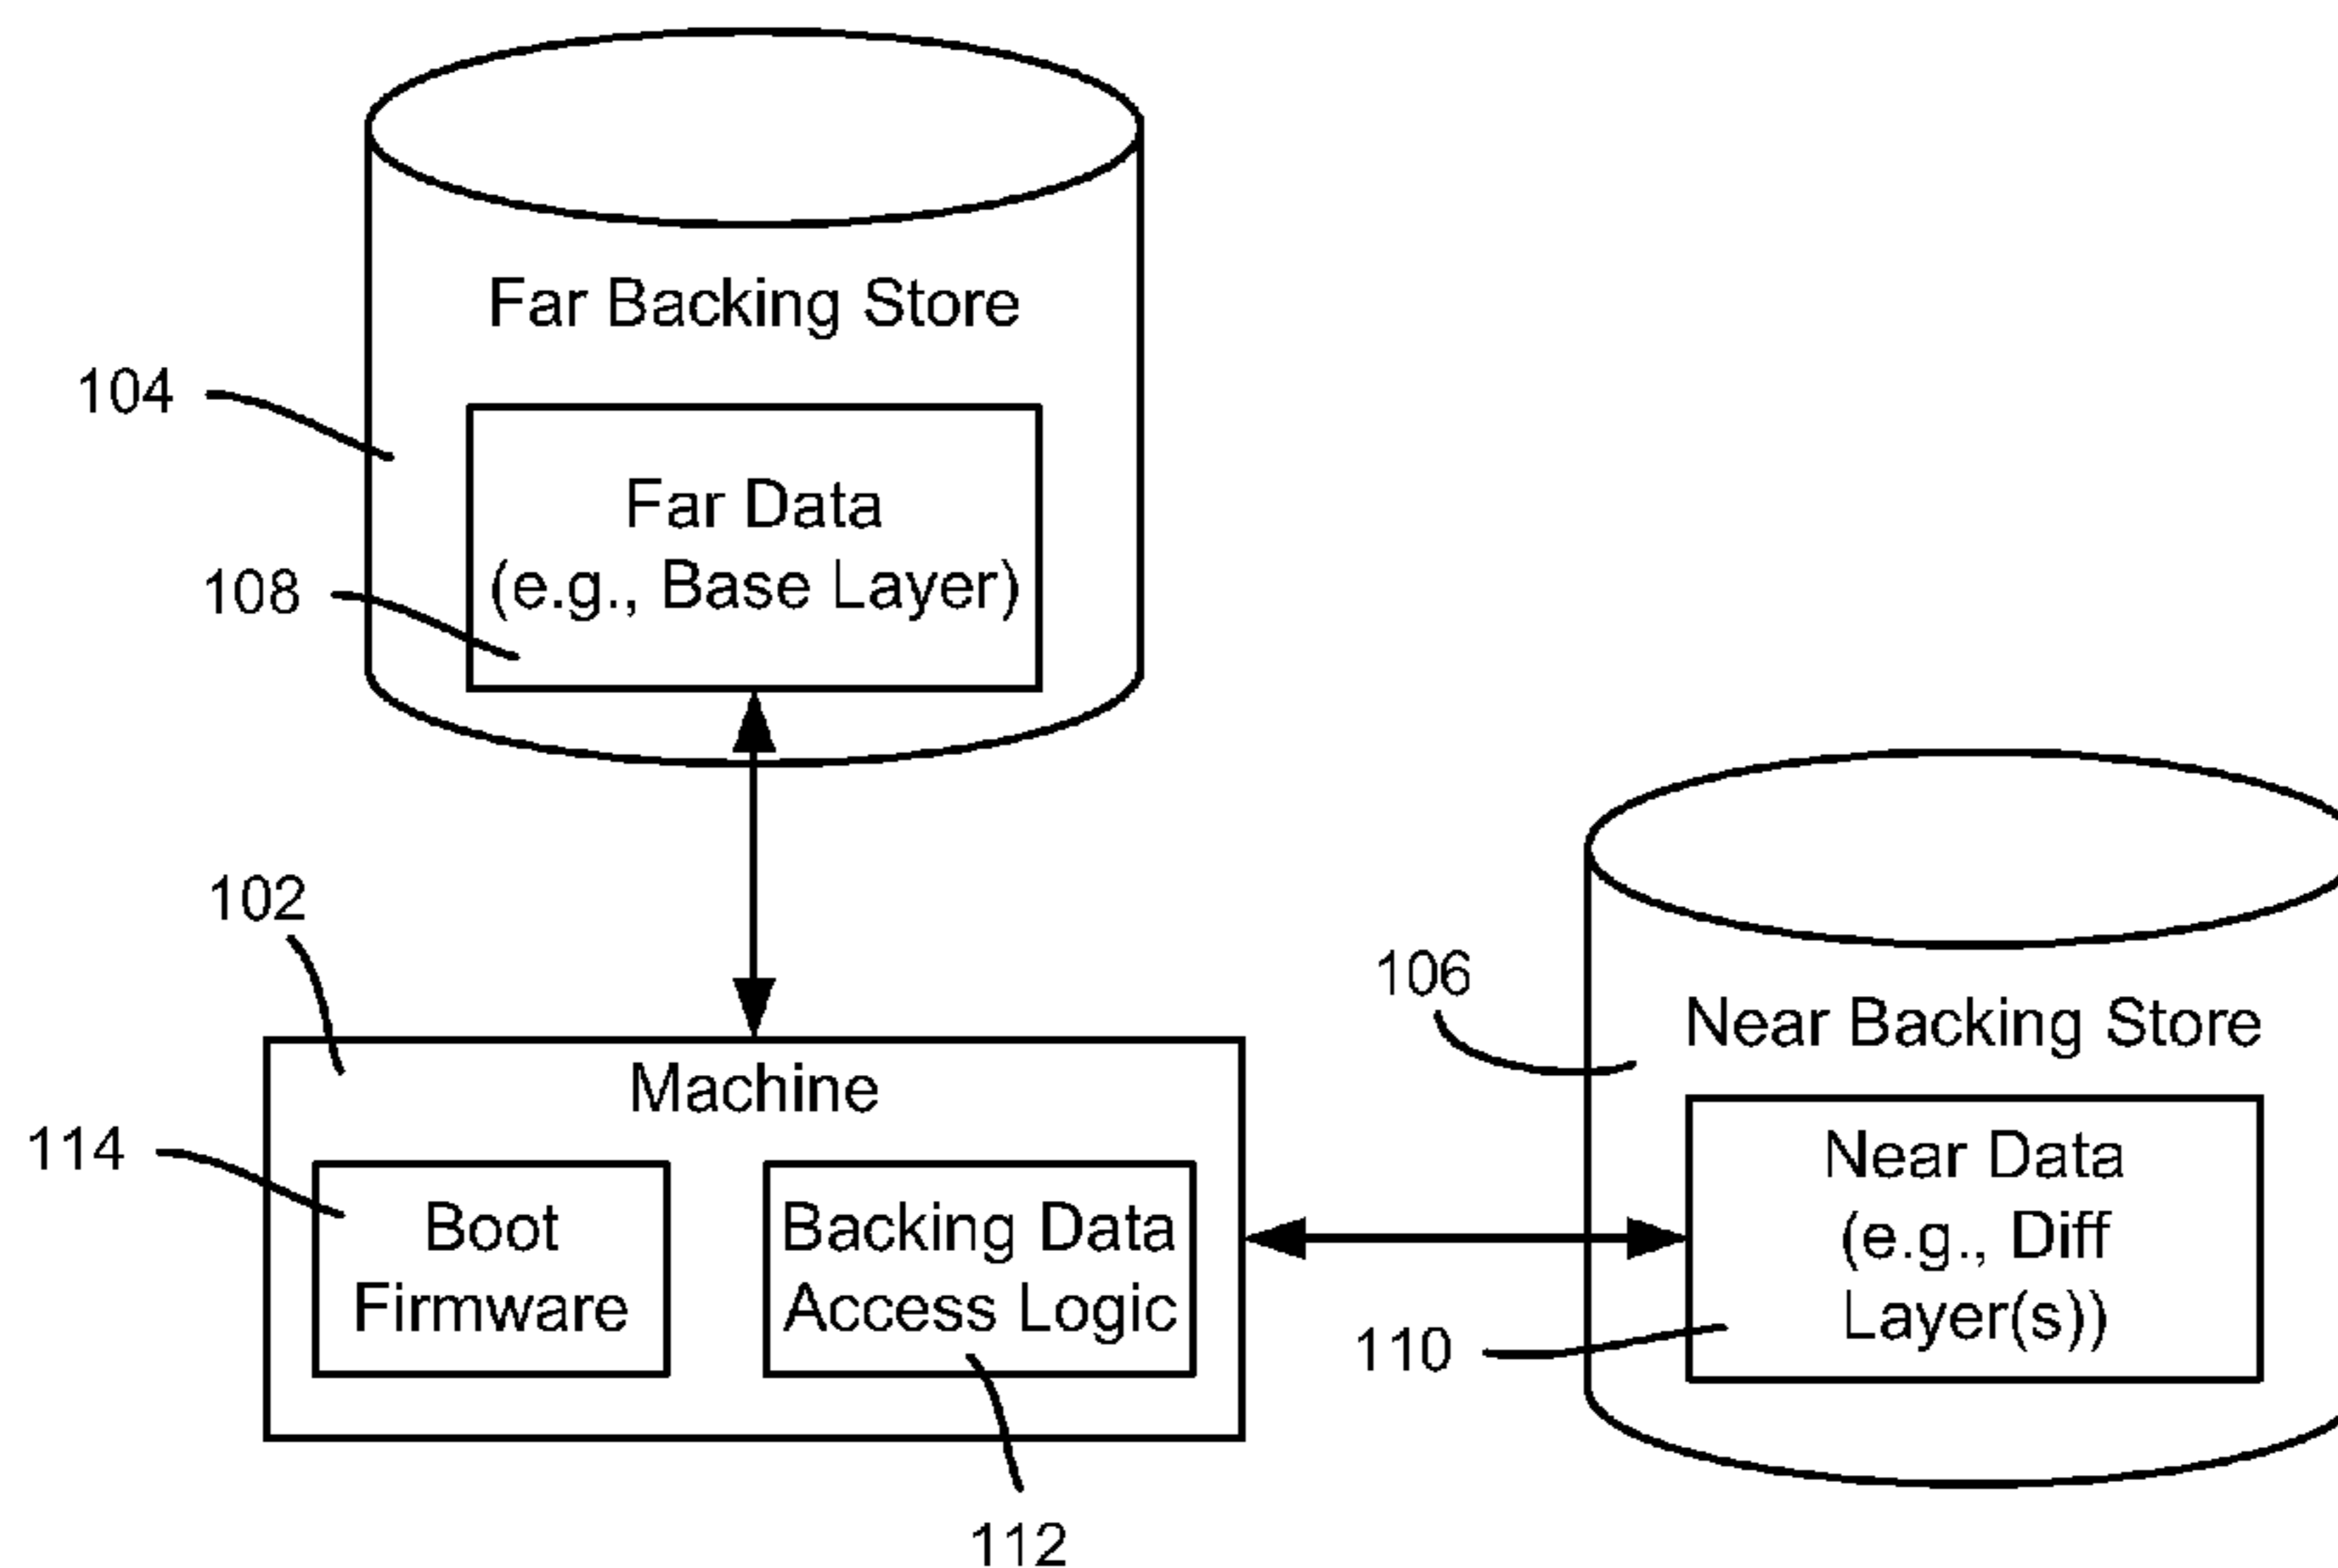 Far Backing Store
104
Far Data
(e.g., Base Layer)
108
102
Machine
114
Boot
Firmware
Backing Data
Access Logic
112
106
Near Backing Store
Near Data
(e.g., Diff
Layer(s))
110